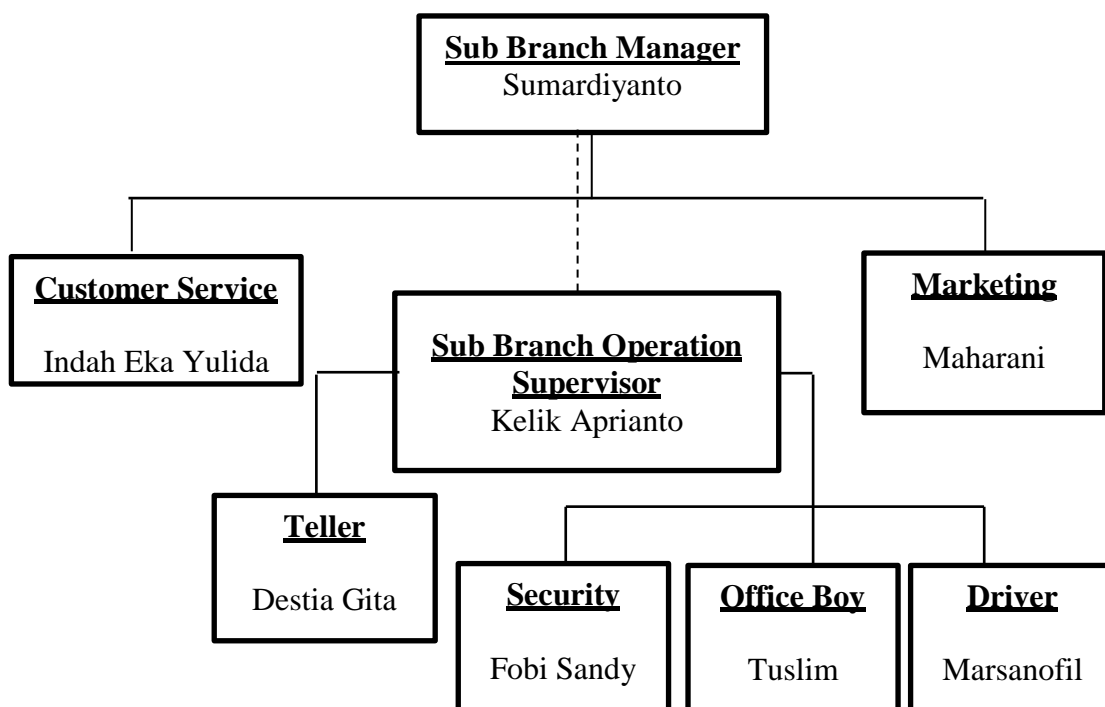 Sub Branch Manager
Sumardiyanto
Customer Service
Indah Eka Yulida
Sub Branch Operation
Supervisor
Kelik Aprianto
Marketing
Maharani
Teller
Destia Gita
Security
Fobi Sandy
Office Boy
Tuslim
Driver
Marsanofil